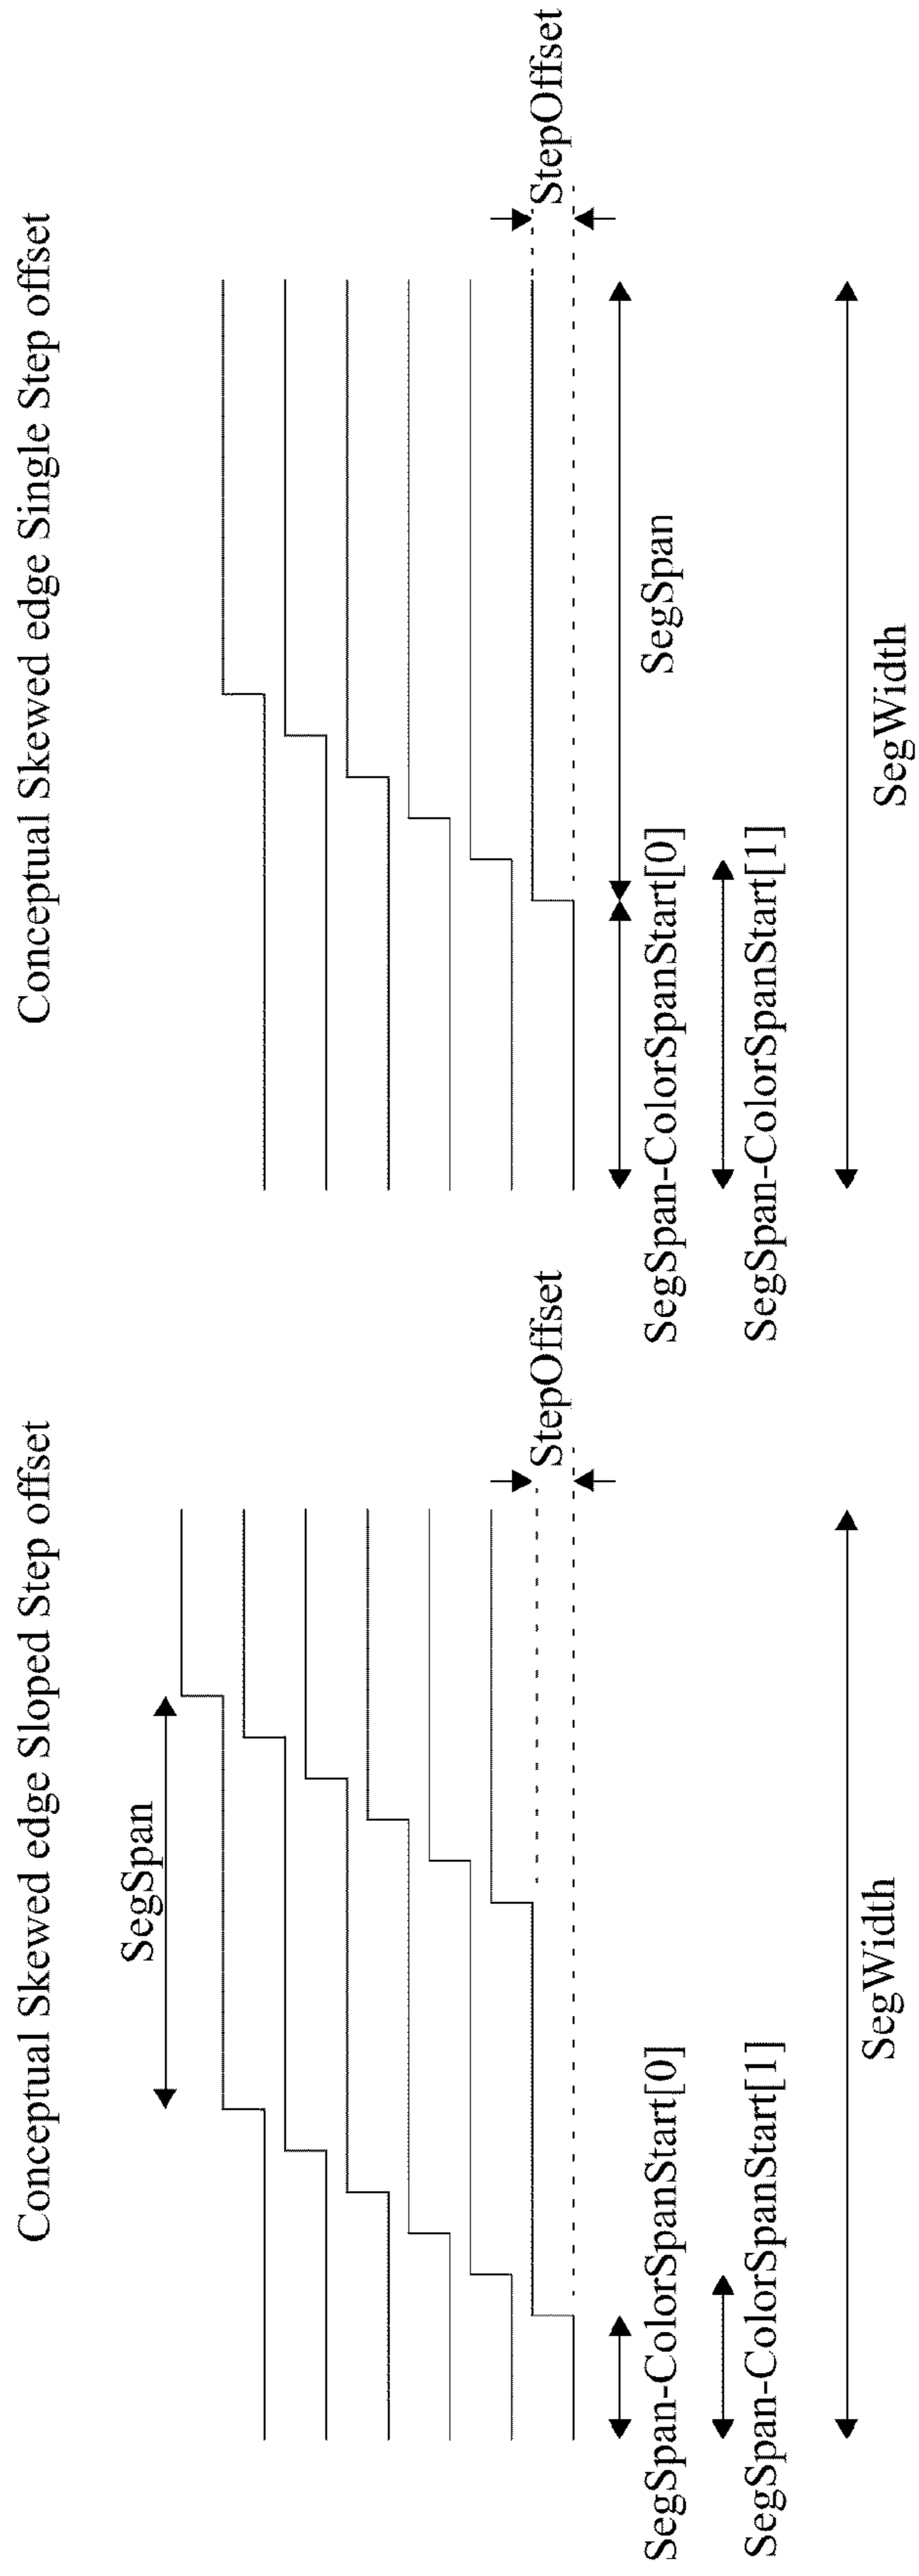 Conceptual Skewed edge Sloped Step offset
SegSpan
StepOffset
SegSpan-ColorSpanStart[0]
SegSpan-ColorSpanStart[1]
SegWidth
Conceptual Skewed edge Single Step offset
StepOffset
SegSpan
SegSpan-ColorSpanStart[0]
SegSpan-ColorSpanStart[1]
SegWidth